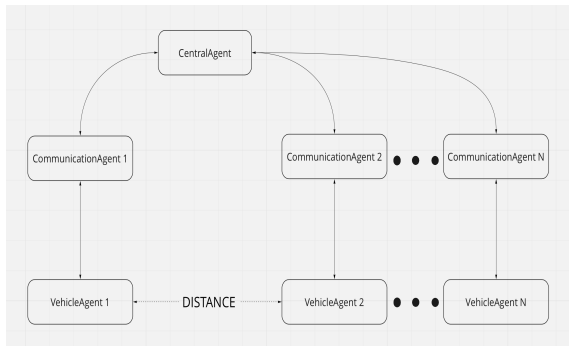 CentralAgent
CommunicationAgent 1
CommunicationAgent 2
CommunicationAgent N
VehicleAgent 1
DISTANCE
VehicleAgent 2
VehicleAgent N